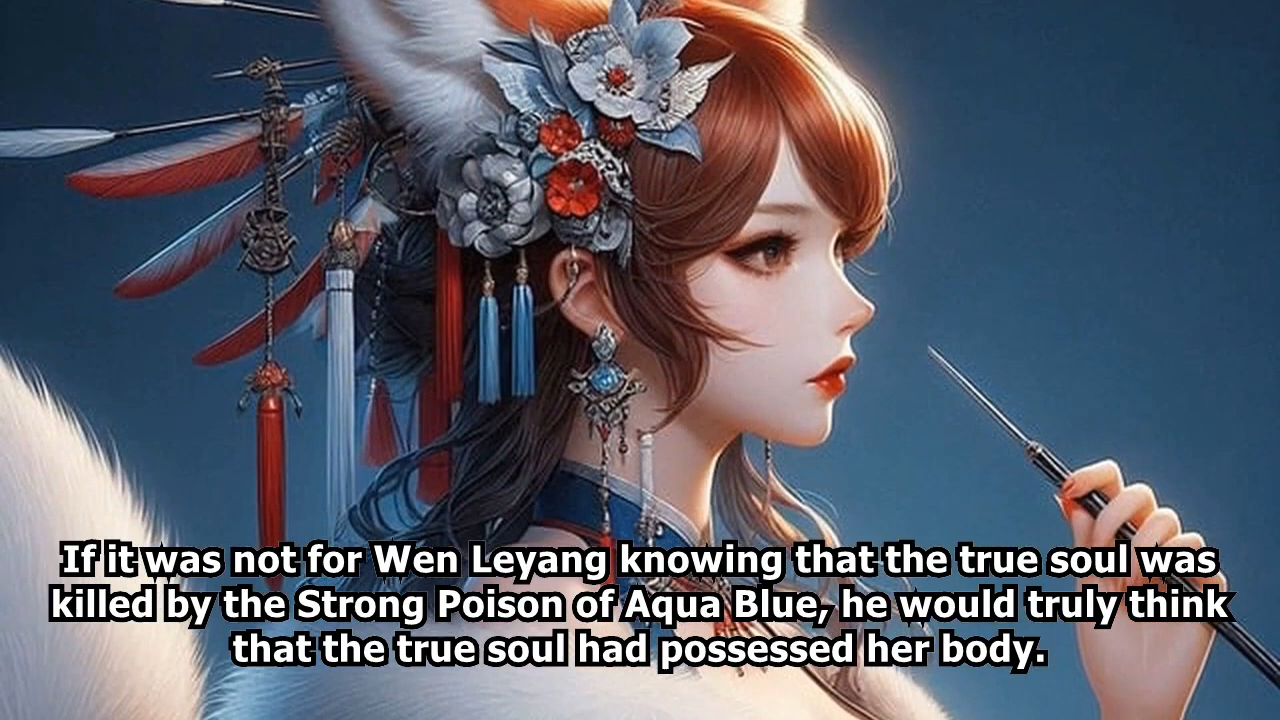 If it was not for Wen Leyang knowing that the true soul was
killed by the Strong Poison of Aqua Blue, he would truly think
that the true soul had possessed her body.